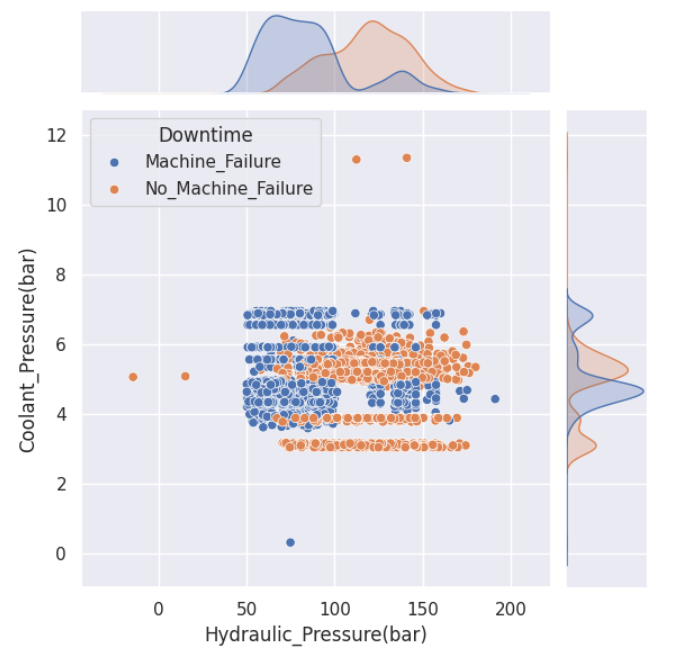 Downtime
Machine_Failure
No_Machine_Failure
12
10
8
6
4
2
0
Coolant_Pressure(bar)
0 50 100 150 200
Hydraulic_Pressure(bar)